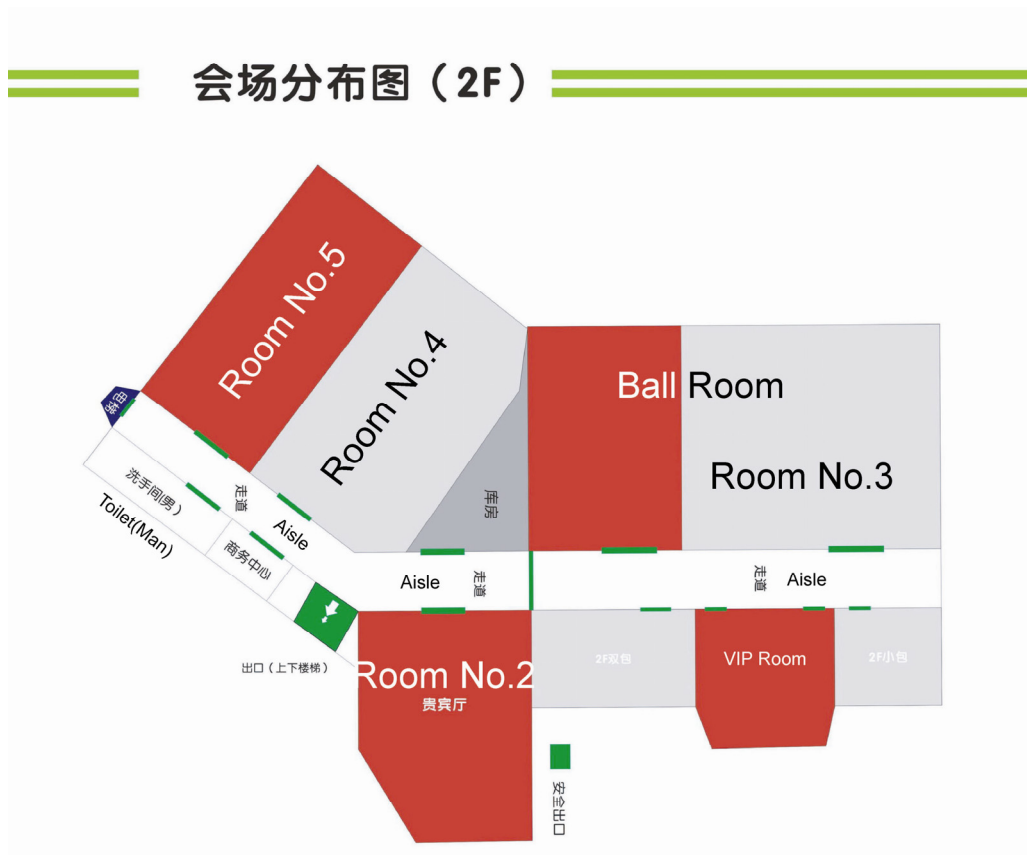 会场分布图（2F）
Room No.5
Room No.4
Ball Room
Room No.3
电梯
洗手间(男）
Toilet(Man)
走道
Aisle
商务中心
库房
Aisle
走道
走道
Aisle
出口（上下楼梯）
Room No.2
贵宾厅
2F双包
VIP Room
2F小包
安全出口